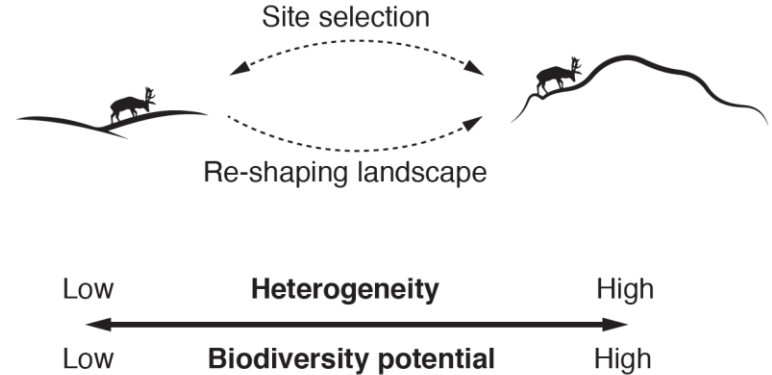 Site selection
Re-shaping landscape
Low Heterogeneity High
Low Biodiversity potential High